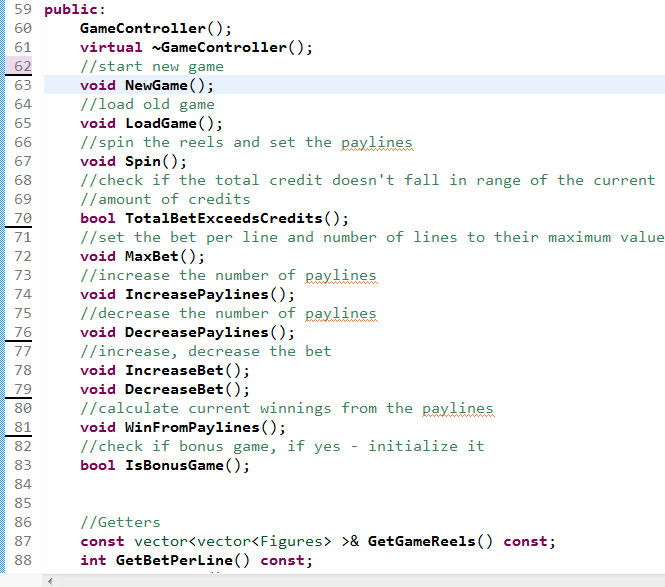 59 public:
60 GameController();
61 virtual ~GameController();
62 //start new game
63 void NewGame();
64 //load old game
65 void LoadGame();
66 //spin the reels and set the paylines
67 void Spin();
68 //check if the total credit doesn't fall in range of the current
69 //amount of credits
70 bool TotalBetExceedsCredits();
71 //set the bet per line and number of lines to their maximum value
72 void MaxBet();
73 //increase the number of paylines
74 void IncreasePaylines();
75 //decrease the number of paylines
76 void DecreasePaylines();
77 //increase, decrease the bet
78 void IncreaseBet();
79 void DecreaseBet();
80 //calculate current winnings from the paylines
81 void WinFromPaylines();
82 //check if bonus game, if yes - initialize it
83 bool IsBonusGame();
84
85
86 //Getters
87 const vector<vector<Figures> >& GetGameReels() const;
88 int GetBetPerLine() const;